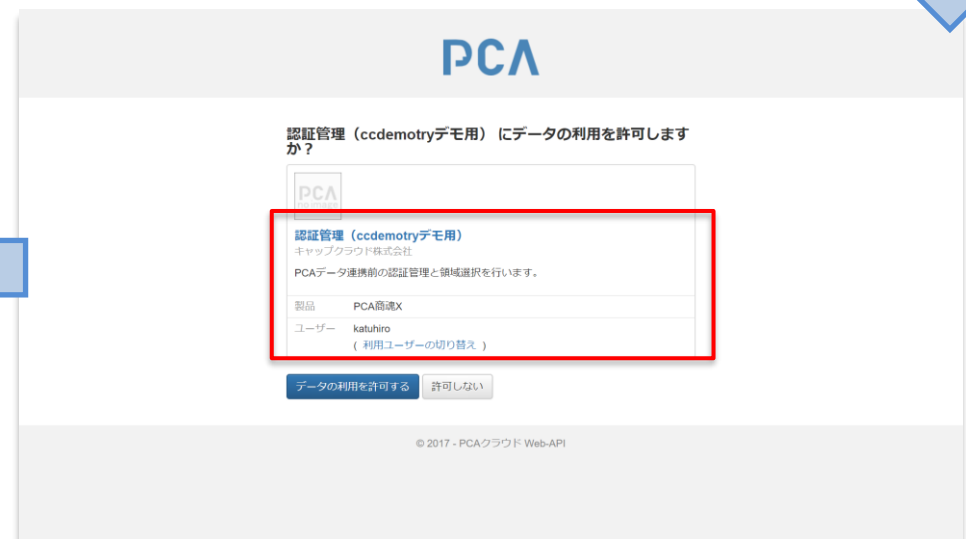 PCA
認証管理（ccdemotryデモ用） にデータの利用を許可します
か？
PCA
no image
認証管理（ccdemotryデモ用）
キャップクラウド株式会社
PCAデータ連携前の認証管理と領域選択を行います。
製品 PCA商魂X
ユーザー katuhiro
( 利用ユーザーの切り替え )
データの利用を許可する 許可しない
© 2017 - PCAクラウド Web-API